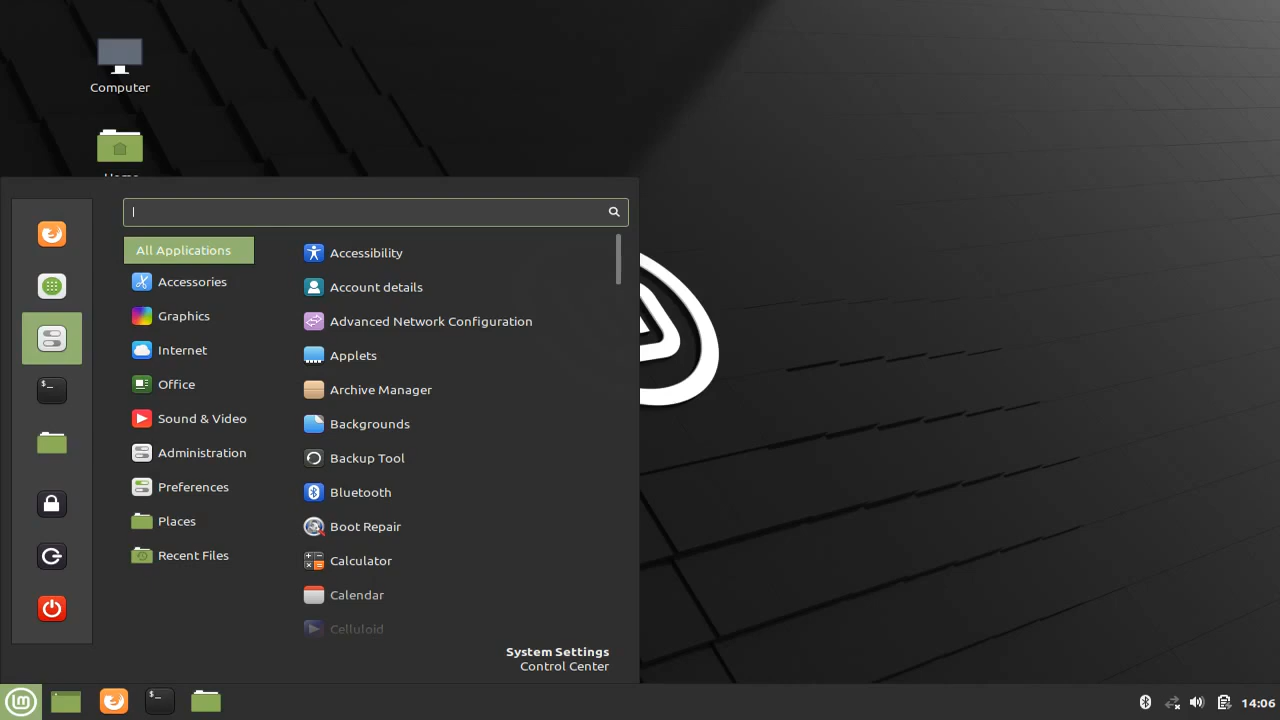 Computer
Home
All Applications
Accessories
Graphics
Internet
Office
Sound & Video
Administration
Preferences
Places
Recent Files
Accessibility
Account details
Advanced Network Configuration
Applets
Archive Manager
Backgrounds
Backup Tool
Bluetooth
Boot Repair
Calculator
Calendar
Celluloid
System Settings
Control Center
14:06